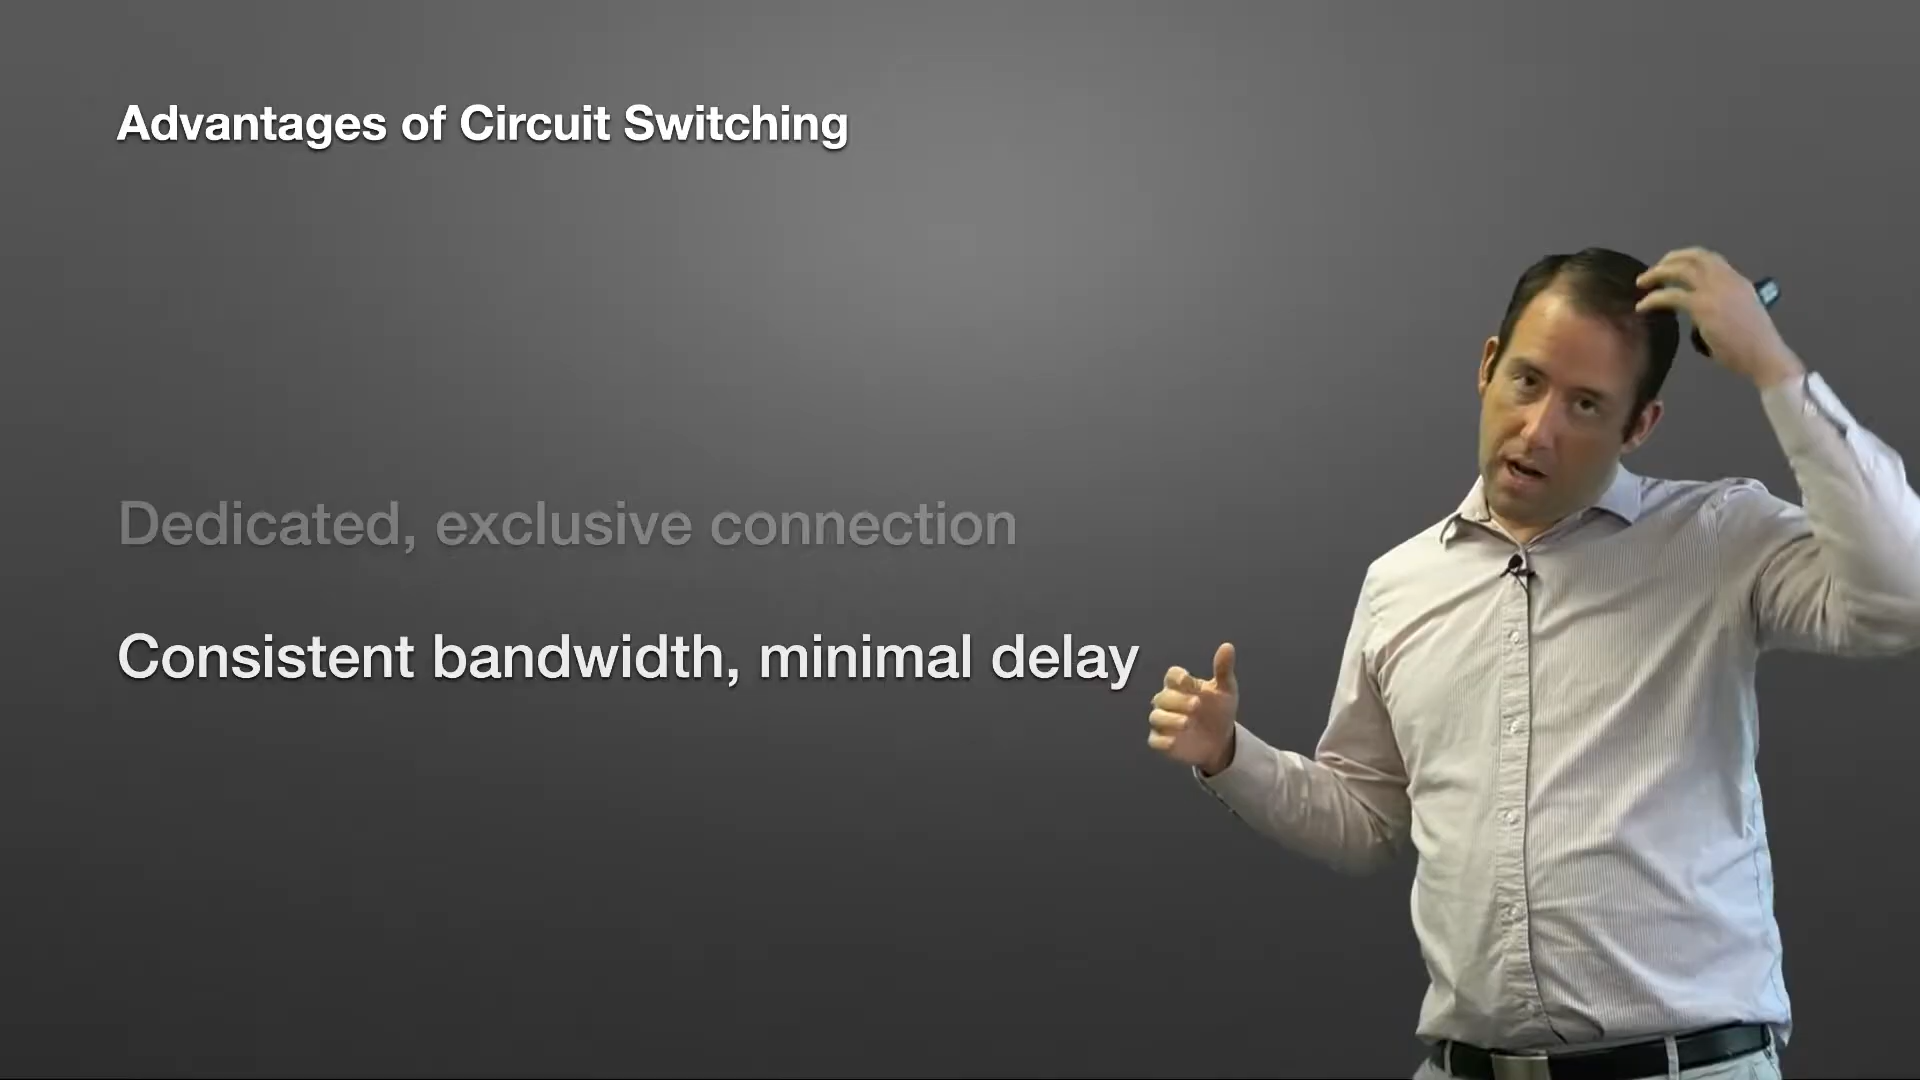 Advantages of Circuit Switching
Dedicated, exclusive connection
Consistent bandwidth, minimal delay